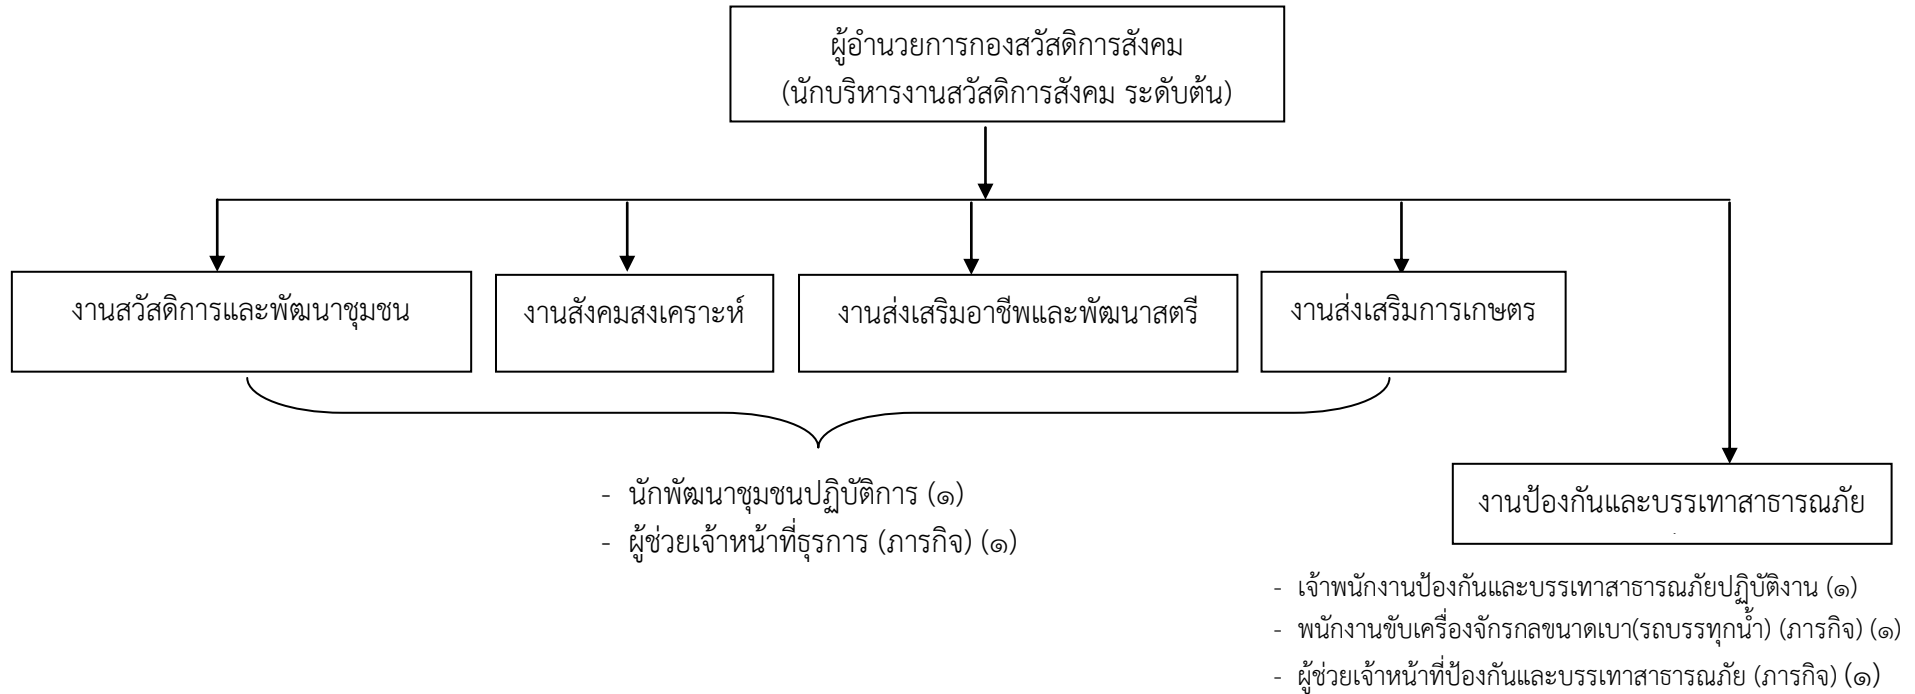 ผู้อำนวยการกองสวัสดิการสังคม
(นักบริหารงานสวัสดิการสังคม ระดับต้น)
งานสวัสดิการและพัฒนาชุมชน
งานสังคมสงเคราะห์
งานส่งเสริมอาชีพและพัฒนาสตรี
งานส่งเสริมการเกษตร
- นักพัฒนาชุมชนปฏิบัติการ (๑)
- ผู้ช่วยเจ้าหน้าที่ธุรการ (ภารกิจ) (๑)
งานป้องกันและบรรเทาสาธารณภัย
- เจ้าพนักงานป้องกันและบรรเทาสาธารณภัยปฏิบัติงาน (๑)
- พนักงานขับเครื่องจักรกลขนาดเบา(รถบรรทุกน้ำ) (ภารกิจ) (๑)
- ผู้ช่วยเจ้าหน้าที่ป้องกันและบรรเทาสาธารณภัย (ภารกิจ) (๑)